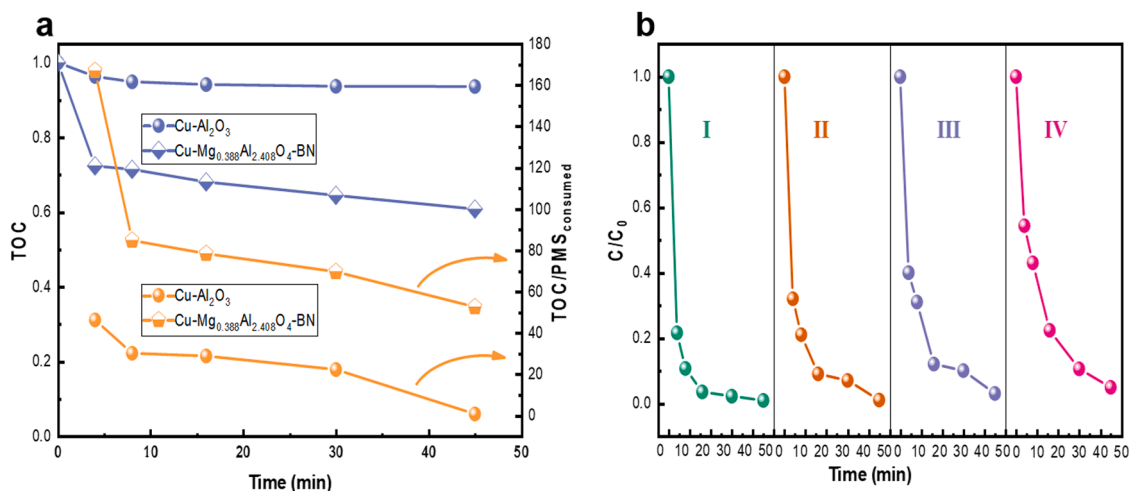 a
TOC
1.0
0.8
0.6
0.4
0.2
0.0
Cu-Al2O3
Cu-Mg0.388Al2.408O4-BN
Cu-Al2O3
Cu-Mg0.388Al2.408O4-BN
180
160
140
120
100
80
60
40
20
0
TOC/PMSconsumed
0 10 20 30 40 50
Time (min)
b
C/C0
1.0
0.8
0.6
0.4
0.2
0.0
I II III IV
0 10 20 30 40 50 0 10 20 30 40 50 0 10 20 30 40 50 0 10 20 30 40 50
Time (min)